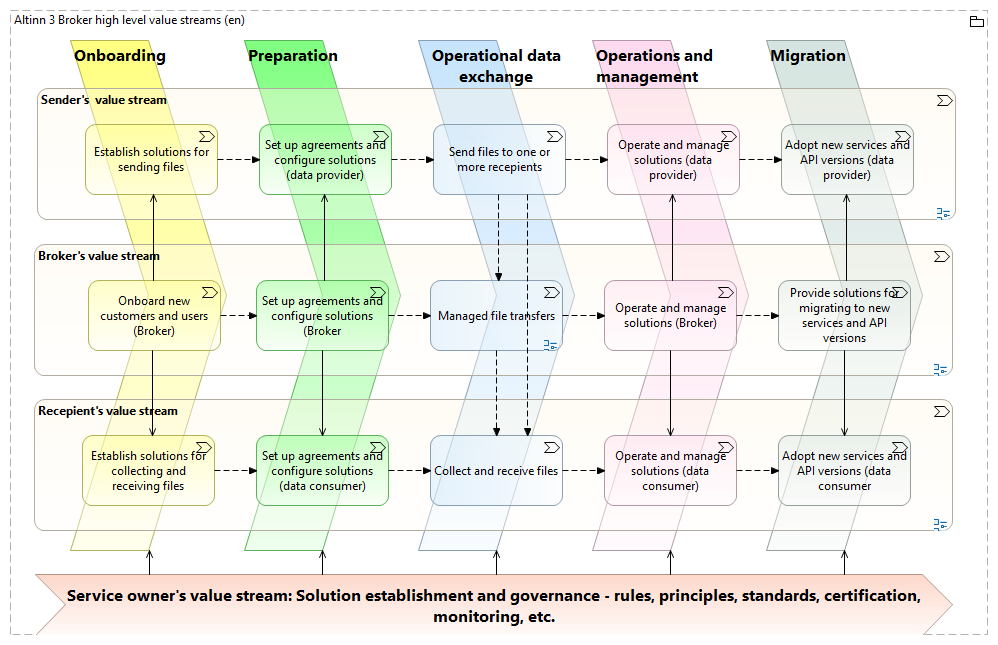 Altinn 3 Broker high level value streams (en)
Onboarding
Preparation
Operational data
exchange
Operations and
management
Migration
Sender's  value stream
Establish solutions for
sending files
Set up agreements and
configure solutions
(data provider)
Send files to one or
more recepients
Operate and manage
solutions (data
provider)
Adopt new services and
API versions (data
provider)
Broker's value stream
Onboard new
customers and users
(Broker)
Set up agreements and
configure solutions
(Broker
Managed file transfers
Operate and manage
solutions (Broker)
Provide solutions for
migrating to new
services and API
versions
Recepient's value stream
Establish solutions for
collecting and
receiving files
Set up agreements and
configure solutions
(data consumer)
Collect and receive files
Operate and manage
solutions (data
consumer)
Adopt new services and
API versions (data
consumer
Service owner's value stream: Solution establishment and governance - rules, principles, standards, certification,
monitoring, etc.